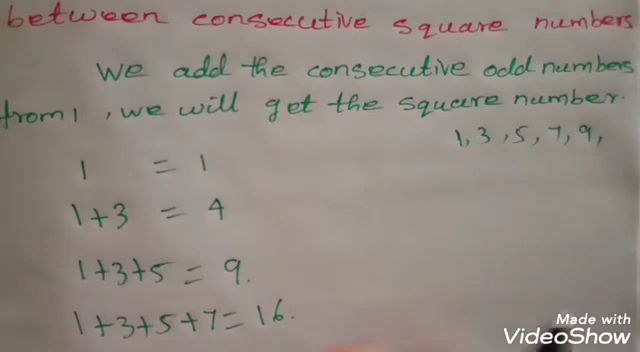 between consecutive square numbers
We add the consecutive odd numbers
from 1, we will get the square number.
1, 3, 5, 7, 9,
1 = 1
1+3 = 4
1+3+5 = 9.
1+3+5+7= 16.
Made with
VideoShow